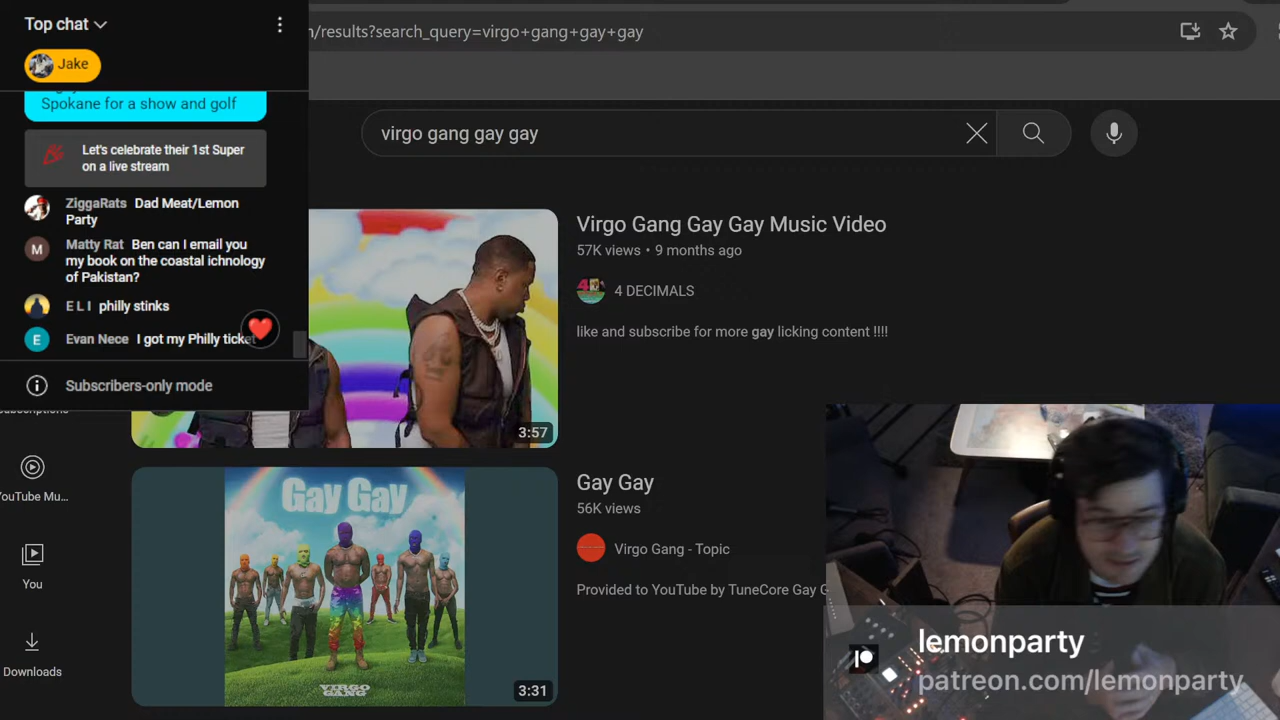 Top chat
Jake
Spokane for a show and golf
Let's celebrate their 1st Super
on a live stream
ZiggaRats Dad Meat/Lemon
Party
M
Matty Rat Ben can I email you
my book on the coastal ichnology
of Pakistan?
E L I philly stinks
E
Evan Nece I got my Philly ticket
Subscribers-only mode
/results?search_query=virgo+gang+gay+gay
virgo gang gay gay
Virgo Gang Gay Gay Music Video
57K views • 9 months ago
4 DECIMALS
like and subscribe for more gay licking content !!!!
3:57
YouTube Mu...
You
Downloads
Gay Gay
VIRGO
GANG
3:31
Gay Gay
56K views
Virgo Gang - Topic
Provided to YouTube by TuneCore Gay G
lemonparty
patreon.com/lemonparty